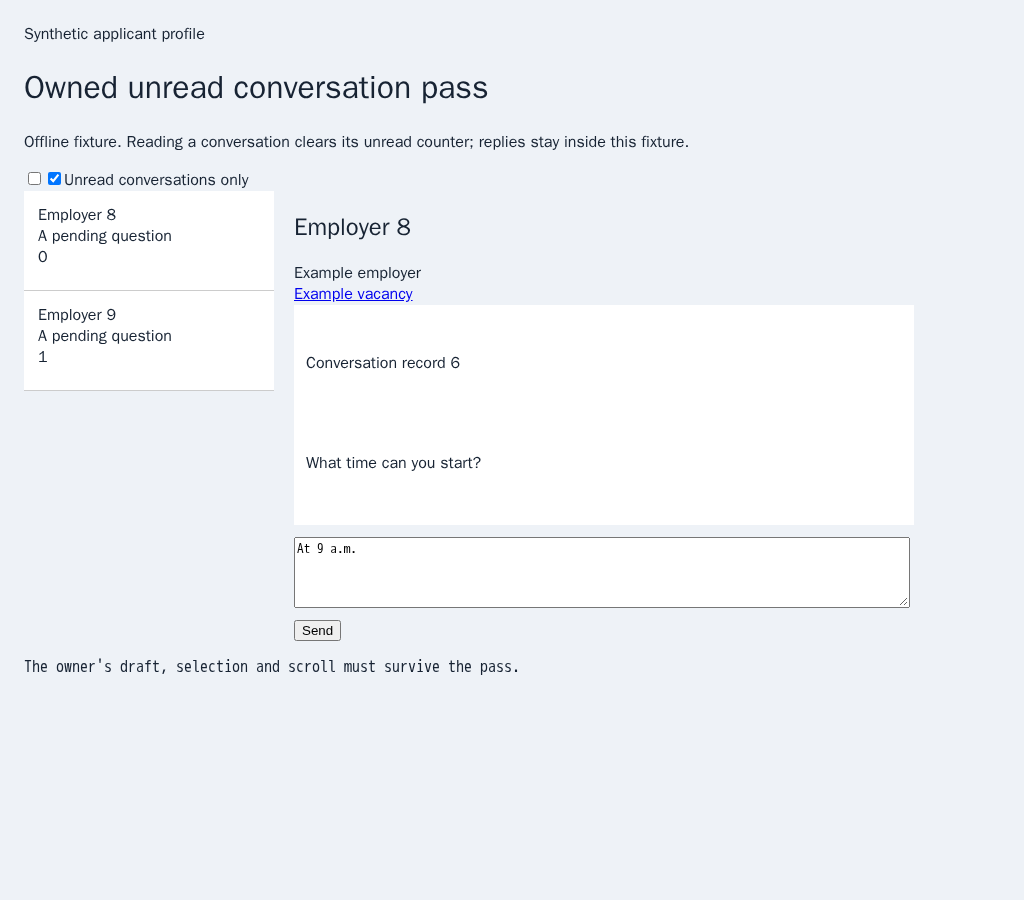 Synthetic applicant profile
Owned unread conversation pass
Offline fixture. Reading a conversation clears its unread counter; replies stay inside this fixture.
Unread conversations only
Employer 8
A pending question
0
Employer 9
A pending question
1
Employer 8
Example employer
Example vacancy
Conversation record 6
What time can you start?
At 9 a.m.
Send
The owner's draft, selection and scroll must survive the pass.